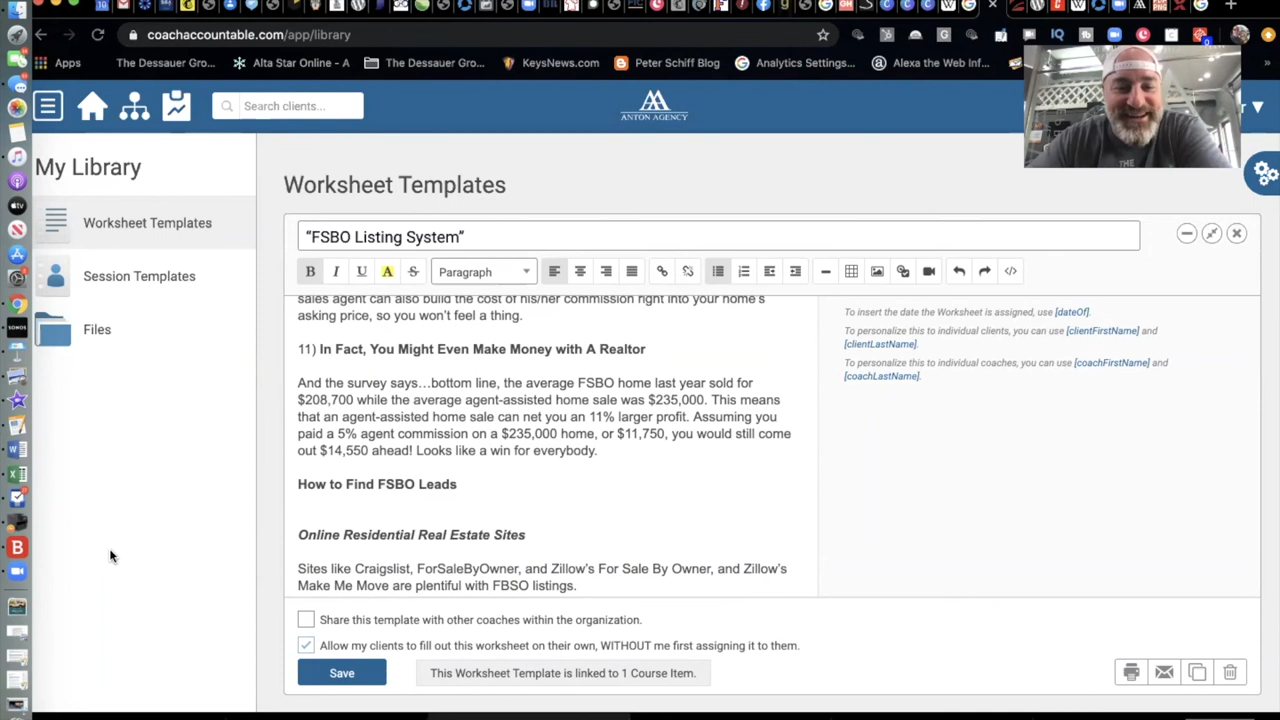 coachaccountable.com/app/library
Apps
The Dessauer Gro...
Alta Star Online - A
The Dessauer Gro...
KeysNews.com
Peter Schiff Blog
Analytics Settings...
Alexa the Web Inf...
Search clients...
ANTON AGENCY
THE
My Library
Worksheet Templates
Session Templates
Files
Worksheet Templates
“FSBO Listing System”
Paragraph
sales agent can also build the cost of his/her commission right into your home’s
asking price, so you won’t feel a thing.
11) In Fact, You Might Even Make Money with A Realtor
And the survey says…bottom line, the average FSBO home last year sold for
$208,700 while the average agent-assisted home sale was $235,000. This means
that an agent-assisted home sale can net you an 11% larger profit. Assuming you
paid a 5% agent commission on a $235,000 home, or $11,750, you would still come
out $14,550 ahead! Looks like a win for everybody.
How to Find FSBO Leads
Online Residential Real Estate Sites
Sites like Craigslist, ForSaleByOwner, and Zillow’s For Sale By Owner, and Zillow’s
Make Me Move are plentiful with FBSO listings.
To insert the date the Worksheet is assigned, use [dateOf].
To personalize this to individual clients, you can use [clientFirstName] and
[clientLastName].
To personalize this to individual coaches, you can use [coachFirstName] and
[coachLastName].
Share this template with other coaches within the organization.
Allow my clients to fill out this worksheet on their own, WITHOUT me first assigning it to them.
Save
This Worksheet Template is linked to 1 Course Item.